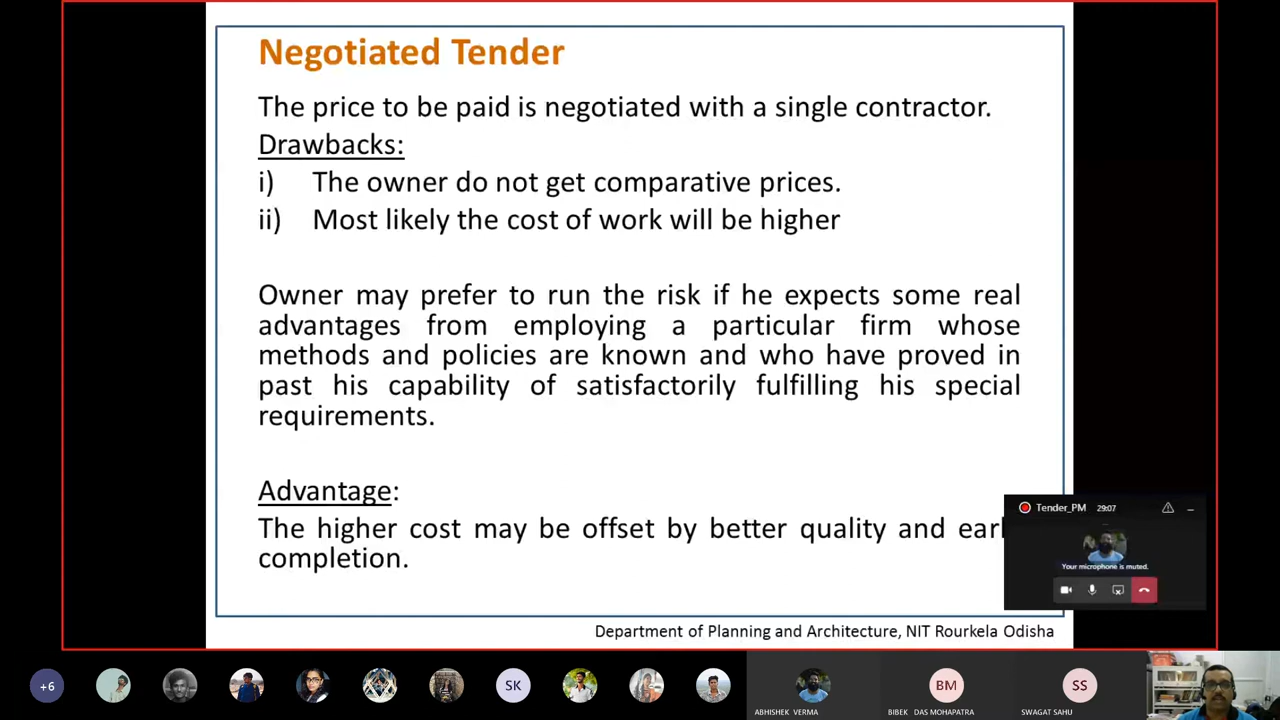 Negotiated Tender
The price to be paid is negotiated with a single contractor.
Drawbacks:
i) The owner do not get comparative prices.
ii) Most likely the cost of work will be higher
Owner may prefer to run the risk if he expects some real
advantages from employing a particular firm whose
methods and policies are known and who have proved in
past his capability of satisfactorily fulfilling his special
requirements.
Advantage:
The higher cost may be offset by better quality and earl
completion.
Tender_PM 29:07
Your microphone is muted.
Department of Planning and Architecture, NIT Rourkela Odisha
+6
SK
BM
SS
ABHISHEK VERMA
BIBEK DAS MOHAPATRA
SWAGAT SAHU